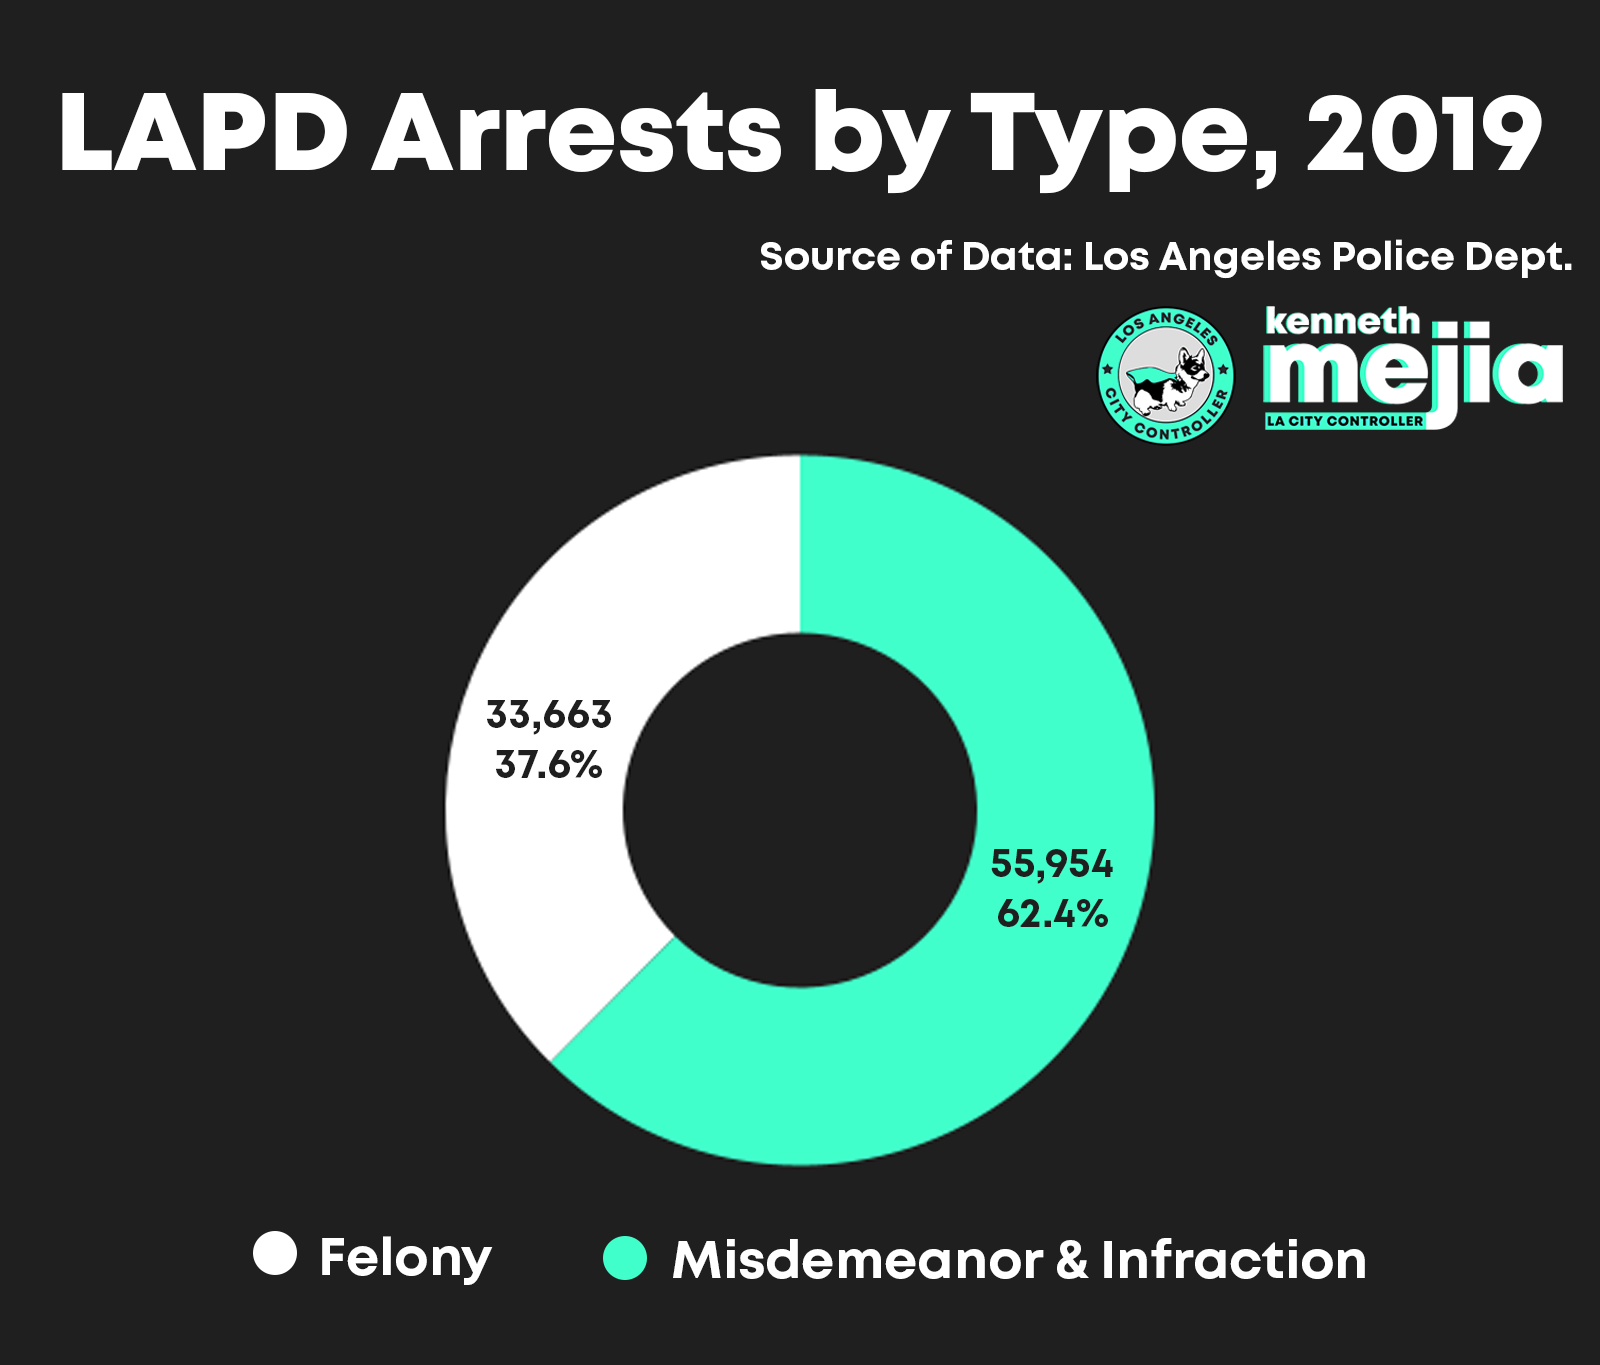 LAPD Arrests by Type, 2019
Source of Data: Los Angeles Police Dept.
LOS ANGELES
CITY CONTROLLER
kenneth
mejia
LA CITY CONTROLLER
33,663
37.6%
55,954
62.4%
Felony
Misdemeanor & Infraction